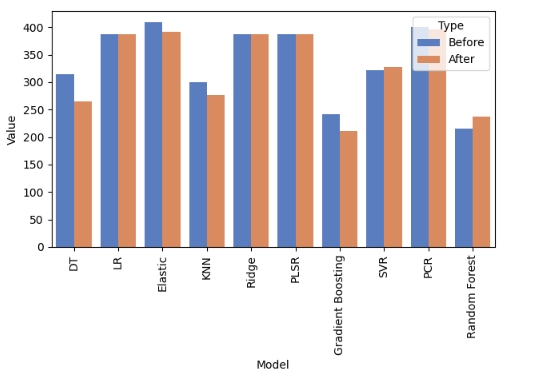 Type
Before
After
Value
400
350
300
250
200
150
100
50
0
DT
LR
Elastic
KNN
Ridge
PLSR
Gradient Boosting
SVR
PCR
Random Forest
Model